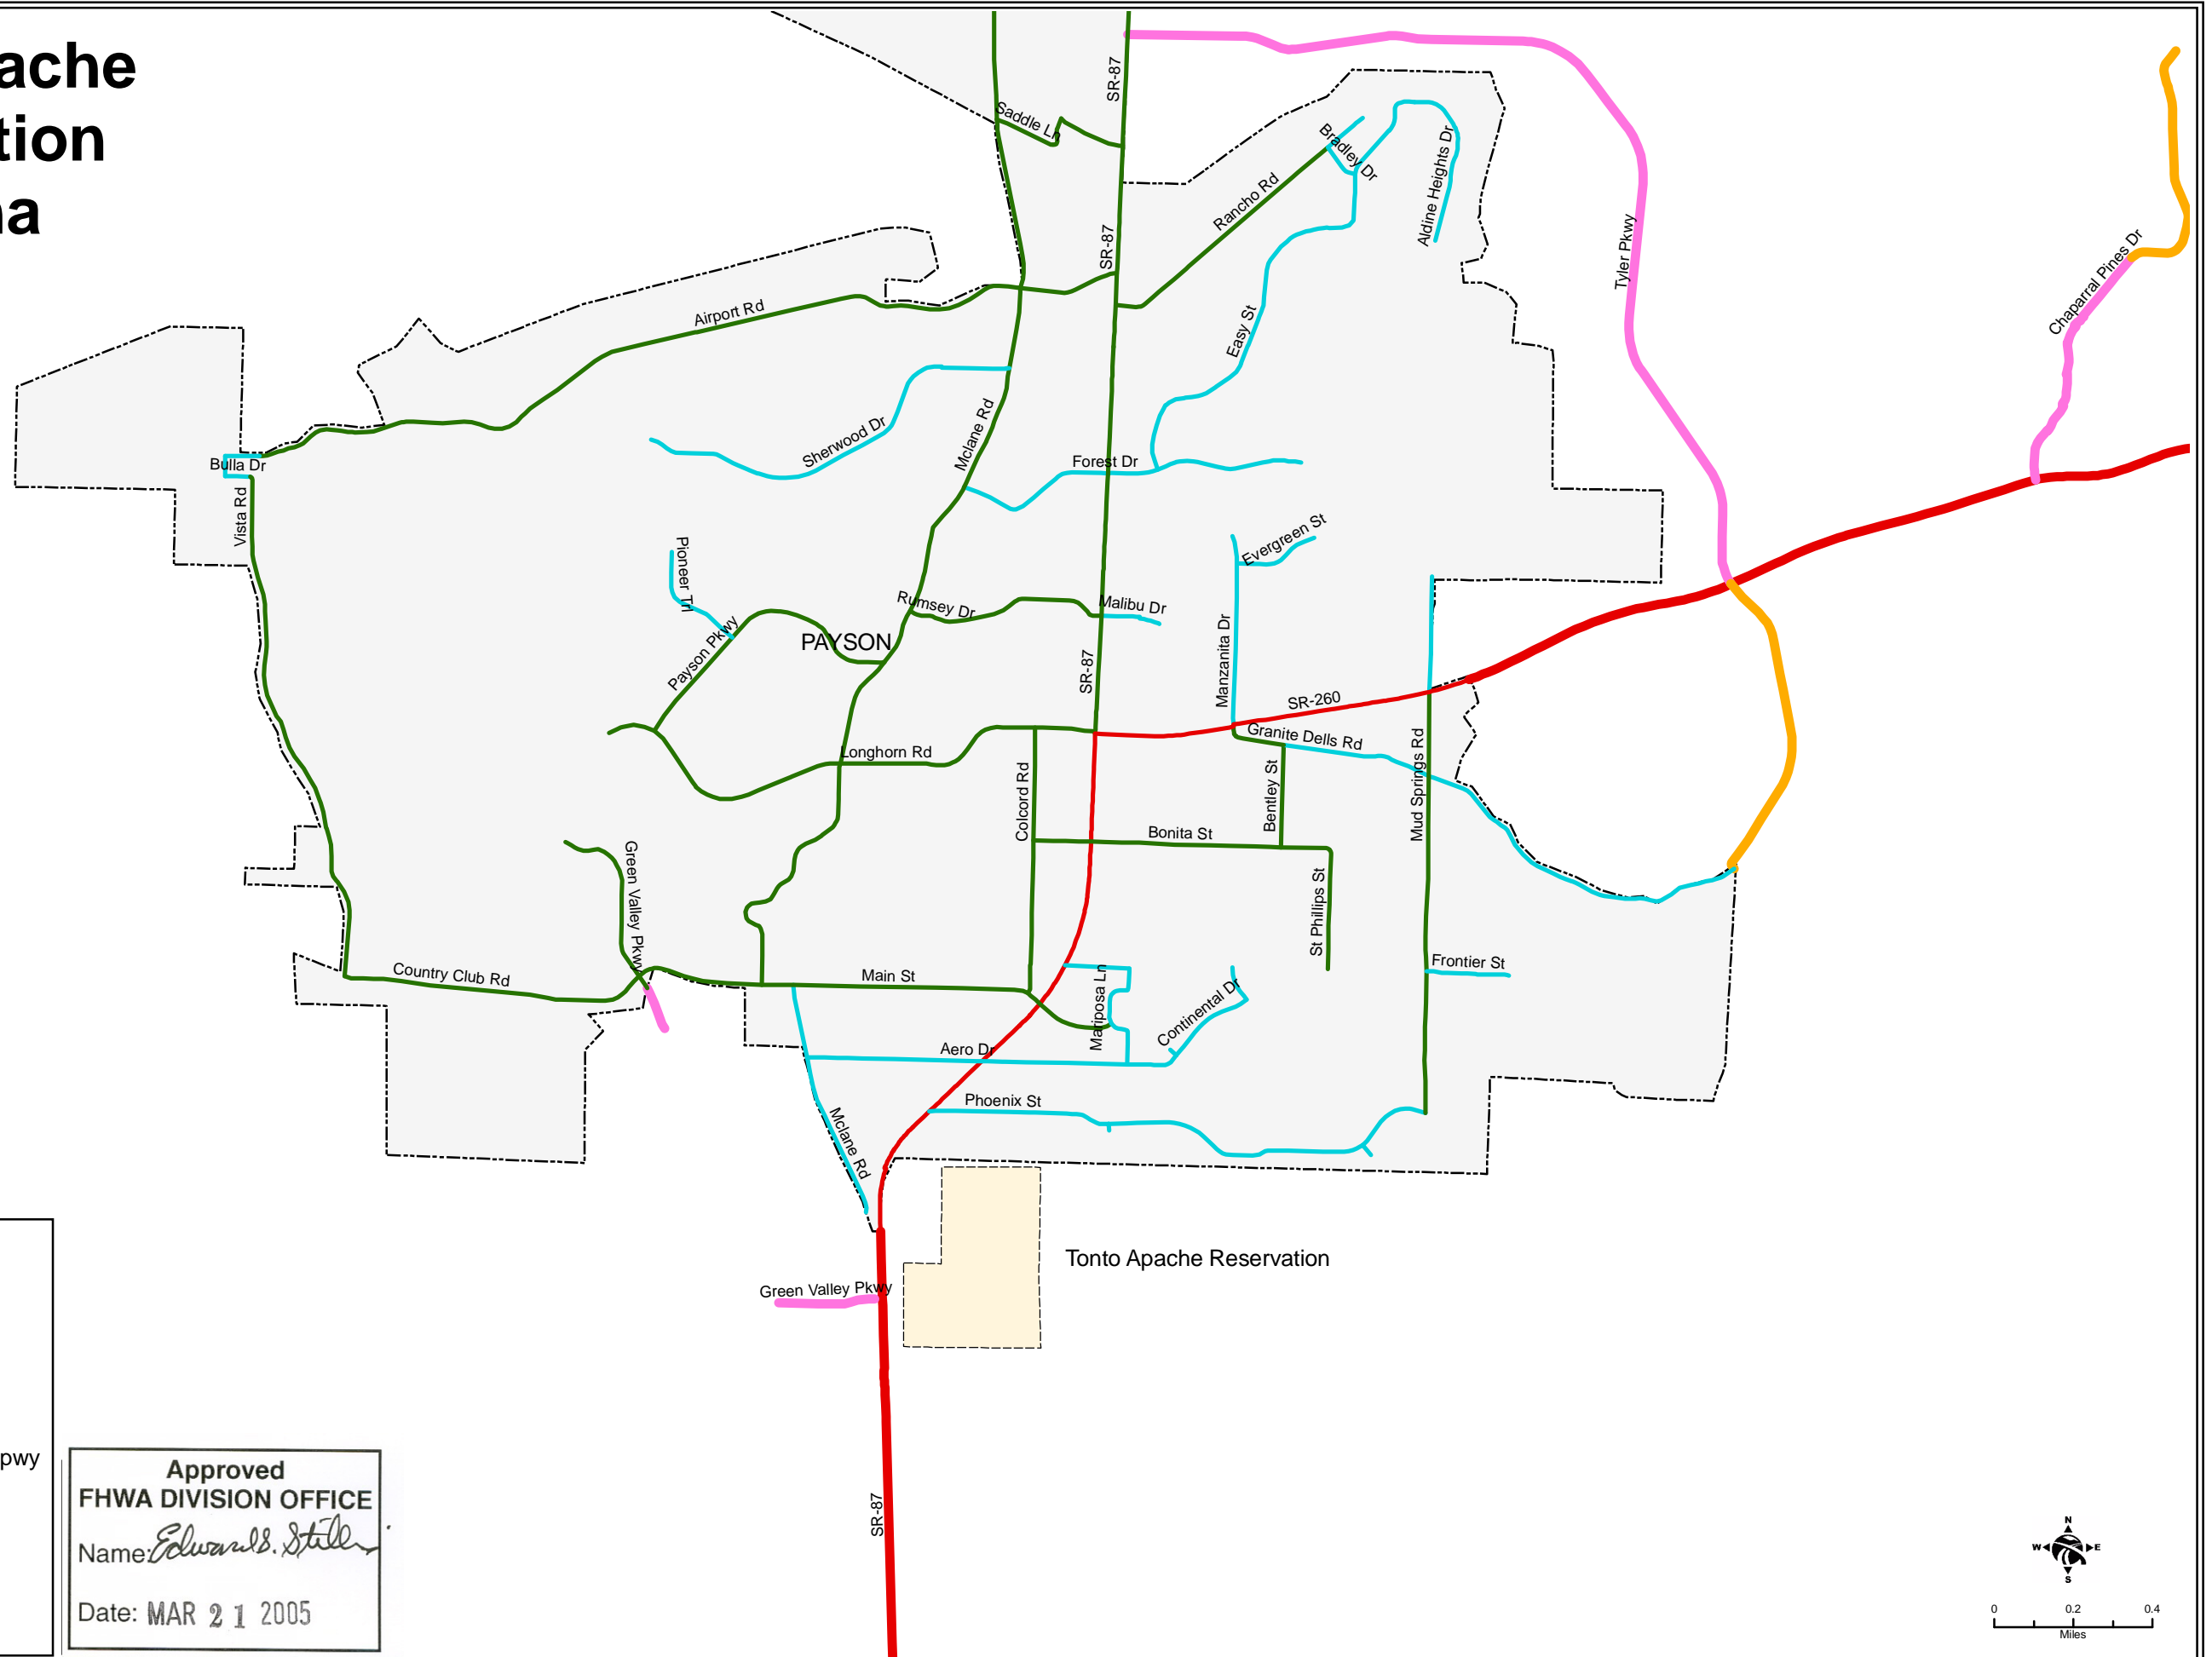 ache
tion
na
SR-87
Saddle Ln
Bradley Dr
Aldine Heights Dr
Rancho Rd
SR-87
Tyler Pkwy
Chaparral Pines Dr
Airport Rd
Easy St
Mclane Rd
Sherwood Dr
Forest Dr
Bulla Dr
Vista Rd
Evergreen St
Pioneer Trl
Rumsey Dr
Malibu Dr
PAYSON
Payson Pkwy
SR-87
Manzanita Dr
SR-260
Granite Dells Rd
Longhorn Rd
Colcord Rd
Bentley St
Mud Springs Rd
Bonita St
Green Valley Pkwy
St Phillips St
Frontier St
Country Club Rd
Main St
Mariposa Ln
Continental Dr
Aero Dr
Phoenix St
Mclane Rd
Tonto Apache Reservation
Green Valley Pkwy
SR-87
pwy
Approved
FHWA DIVISION OFFICE
Name:
Date: MAR 21 2005
N
W E
S
0 0.2 0.4
Miles